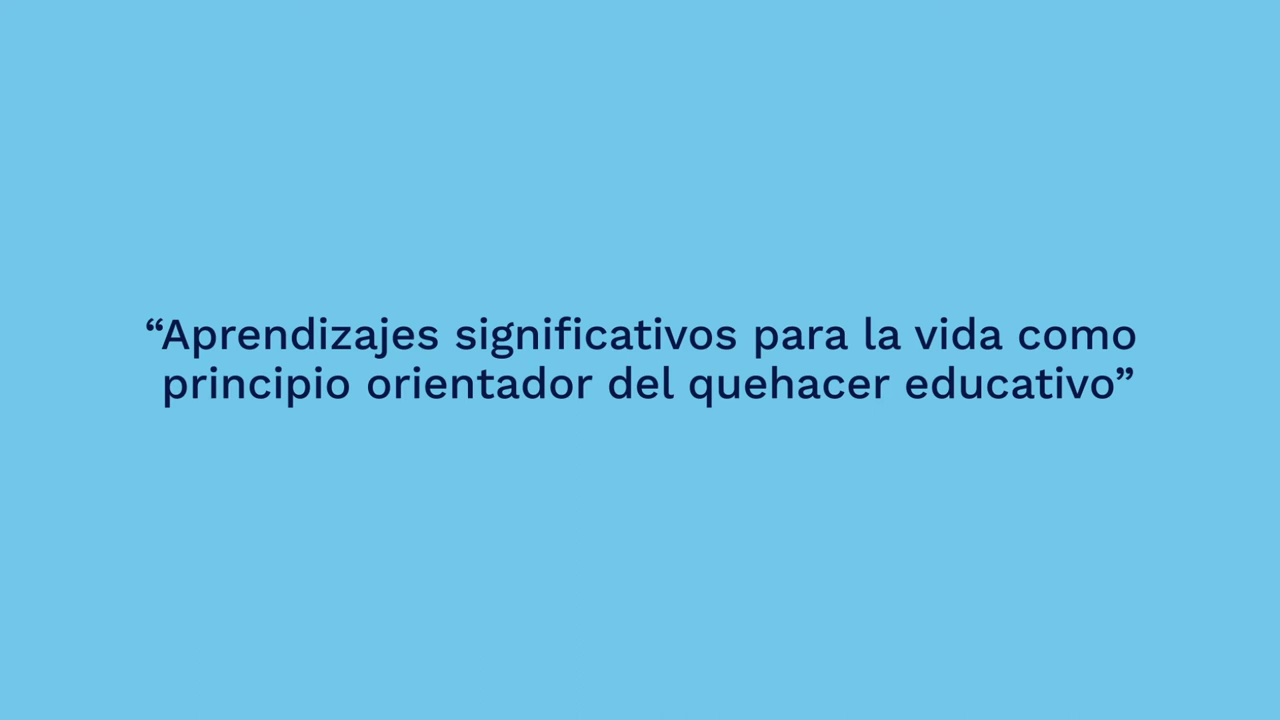 “Aprendizajes significativos para la vida como
principio orientador del quehacer educativo”